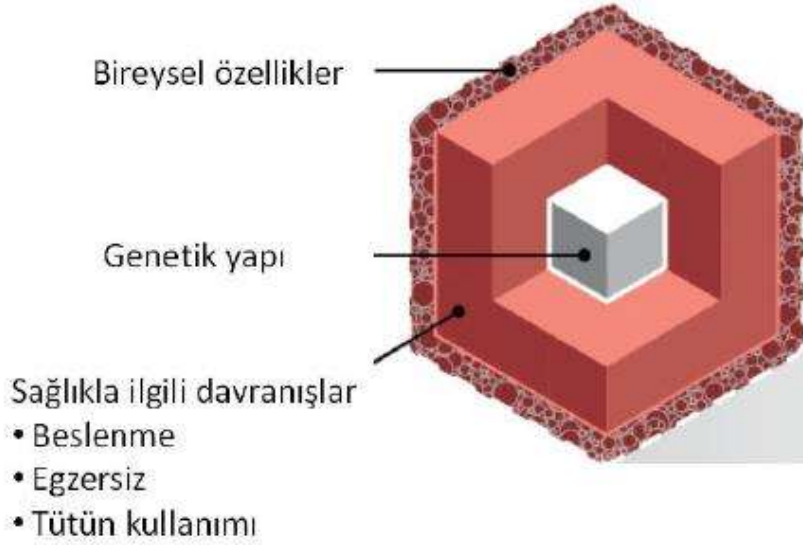 Bireysel özellikler
Genetik yapı
Sağlıkla ilgili davranışlar
• Beslenme
• Egzersiz
• Tütün kullanımı